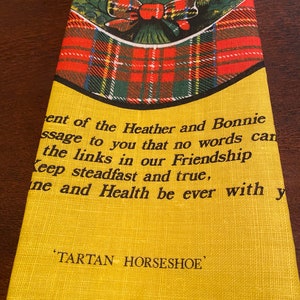 ent of the Heather and Bonnie
ssage to you that no words can
the links in our Friendship
Keep steadfast and true,
ne and Health be ever with y
'TARTAN HORSESHOE'